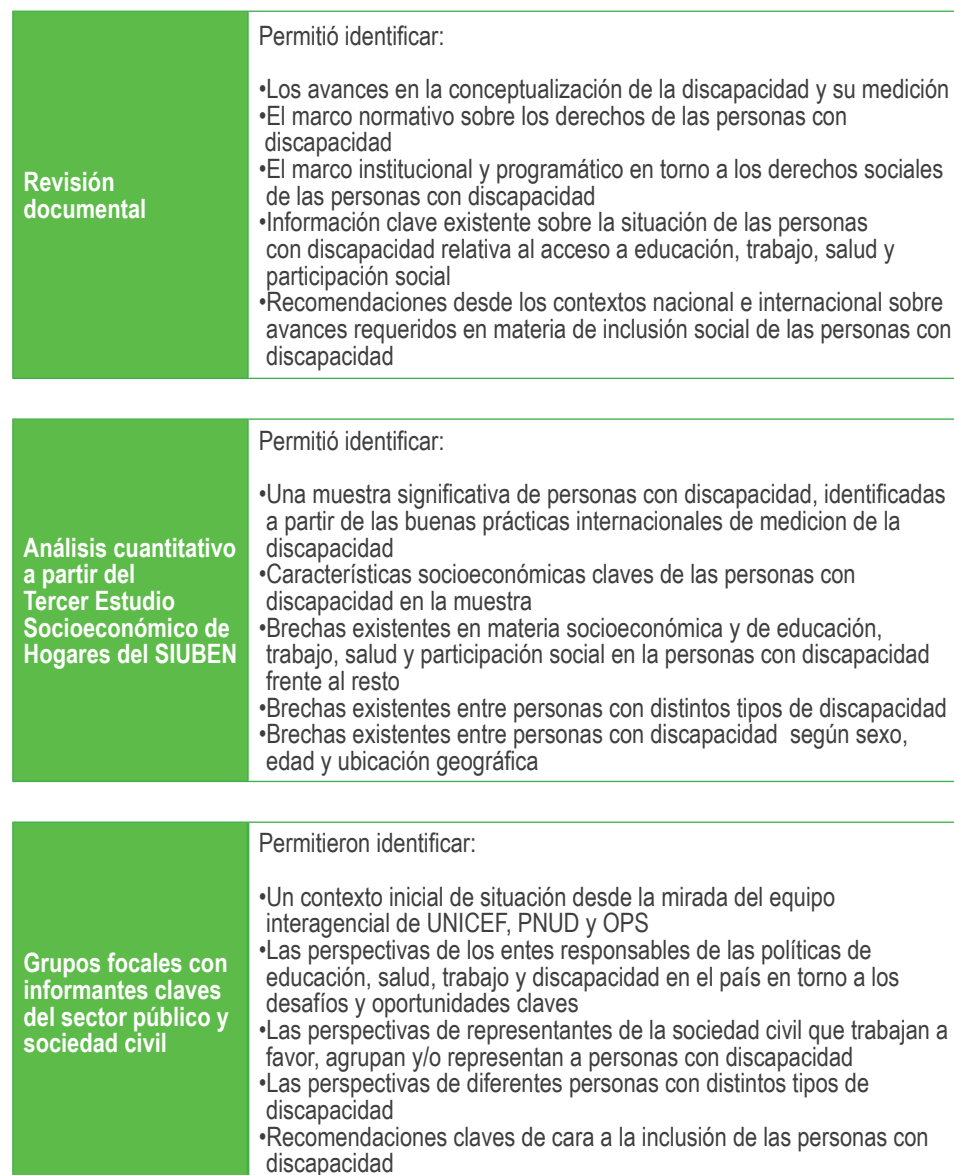 Revisión
documental
Permitió identificar:
•Los avances en la conceptualización de la discapacidad y su medición
•El marco normativo sobre los derechos de las personas con
discapacidad
•El marco institucional y programático en torno a los derechos sociales
de las personas con discapacidad
•Información clave existente sobre la situación de las personas
con discapacidad relativa al acceso a educación, trabajo, salud y
participación social
•Recomendaciones desde los contextos nacional e internacional sobre
avances requeridos en materia de inclusión social de las personas con
discapacidad
Análisis cuantitativo
a partir del
Tercer Estudio
Socioeconómico de
Hogares del SIUBEN
Permitió identificar:
•Una muestra significativa de personas con discapacidad, identificadas
a partir de las buenas prácticas internacionales de medicion de la
discapacidad
•Características socioeconómicas claves de las personas con
discapacidad en la muestra
•Brechas existentes en materia socioeconómica y de educación,
trabajo, salud y participación social en la personas con discapacidad
frente al resto
•Brechas existentes entre personas con distintos tipos de discapacidad
•Brechas existentes entre personas con discapacidad  según sexo,
edad y ubicación geográfica
Grupos focales con
informantes claves
del sector público y
sociedad civil
Permitieron identificar:
•Un contexto inicial de situación desde la mirada del equipo
interagencial de UNICEF, PNUD y OPS
•Las perspectivas de los entes responsables de las políticas de
educación, salud, trabajo y discapacidad en el país en torno a los
desafíos y oportunidades claves
•Las perspectivas de representantes de la sociedad civil que trabajan a
favor, agrupan y/o representan a personas con discapacidad
•Las perspectivas de diferentes personas con distintos tipos de
discapacidad
•Recomendaciones claves de cara a la inclusión de las personas con
discapacidad